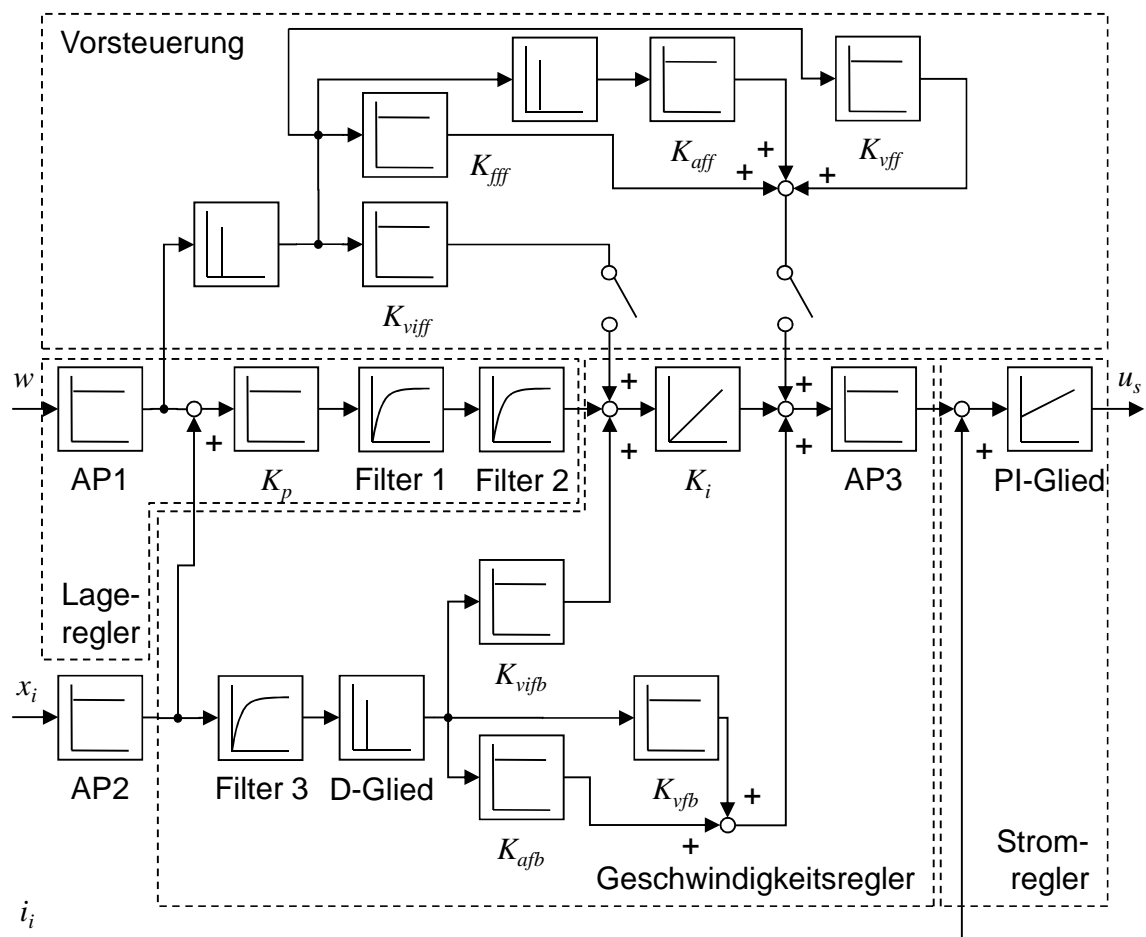 Vorsteuerung
+
+
+
K_aff
K_vff
K_fff
K_viff
w
+
+
u_s
+
+
+
+
AP1
K_p
Filter 1
Filter 2
K_i
AP3
PI-Glied
Lage-
regler
x_i
K_vifb
AP2
Filter 3
D-Glied
K_vfb
+
+
K_afb
Geschwindigkeitsregler
Strom-
regler
i_i